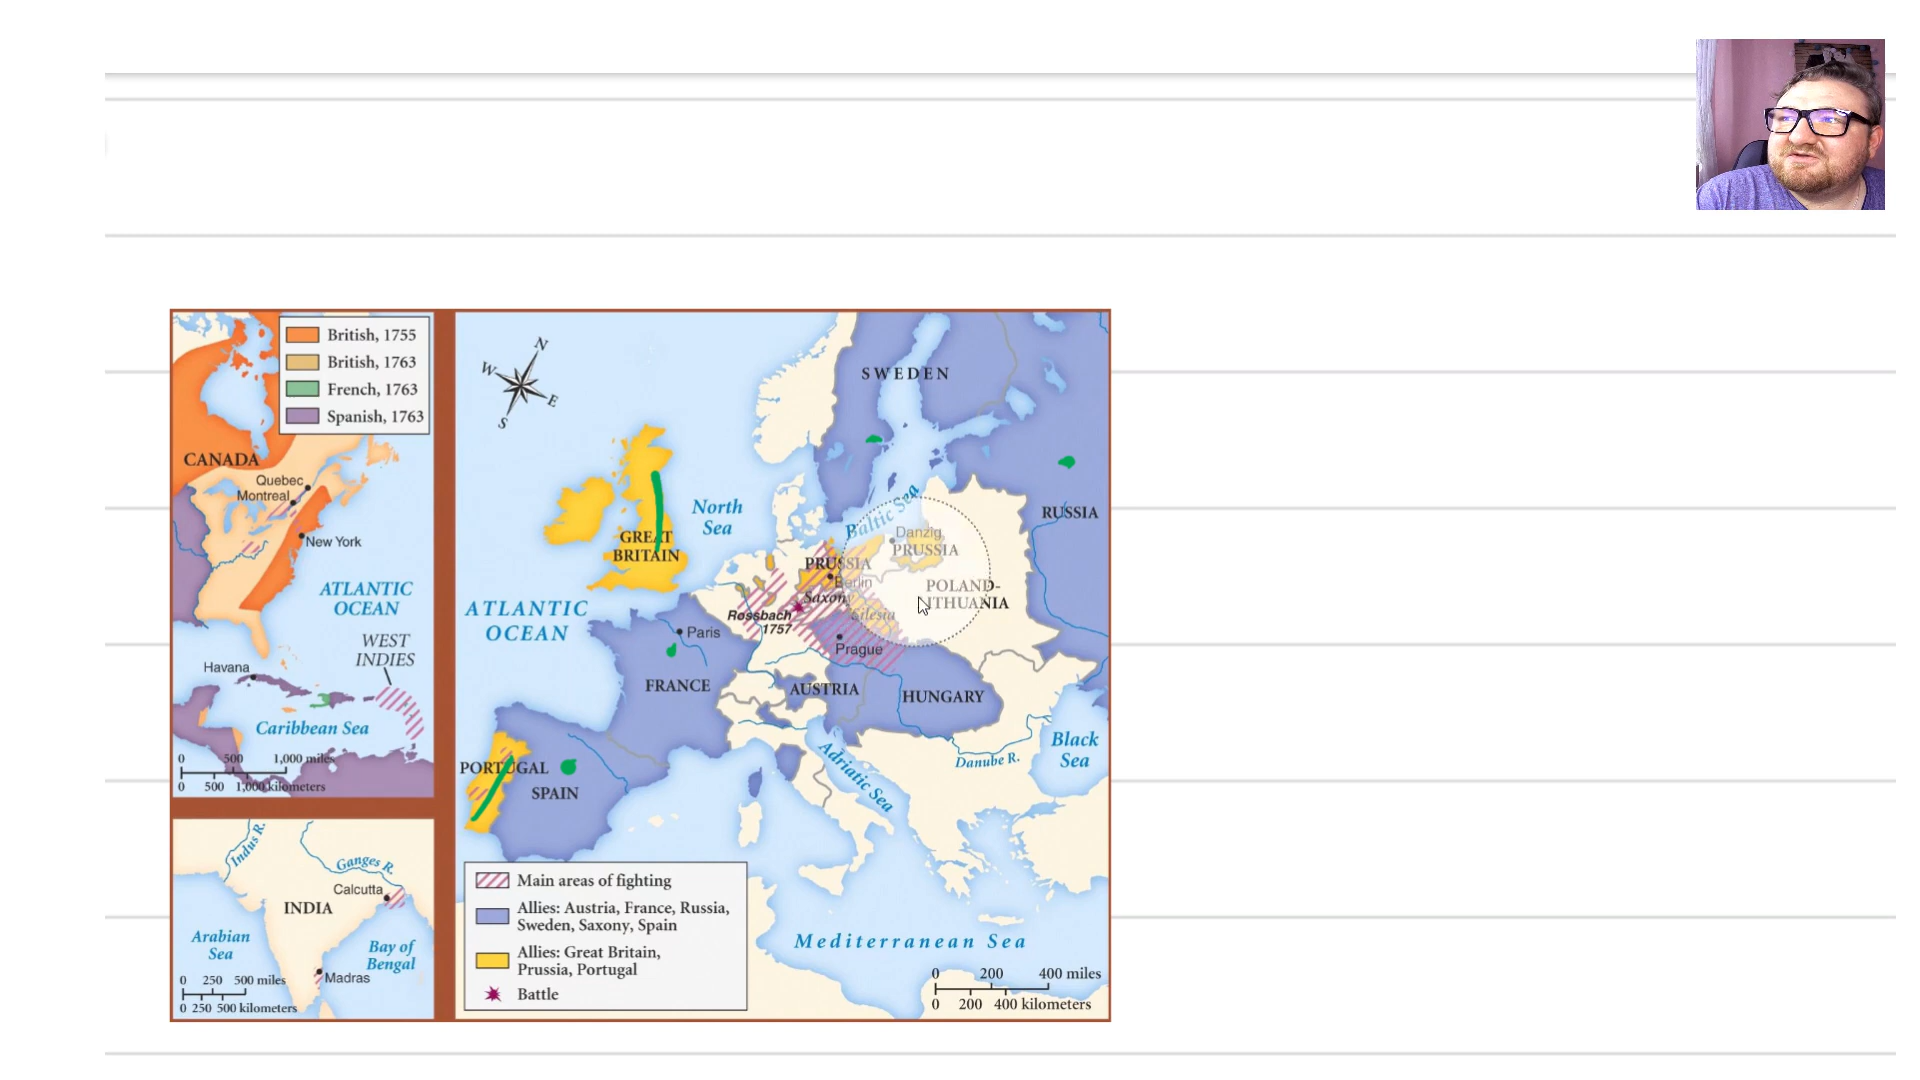 British, 1755
British, 1763
French, 1763
Spanish, 1763
CANADA
Quebec
Montreal
New York
ATLANTIC
OCEAN
WEST
INDIES
Havana
Caribbean Sea
0 500 1,000 miles
0 500 1,000 kilometers
Indus R.
Ganges R.
Calcutta
INDIA
Arabian
Sea
Bay of
Bengal
Madras
0 250 500 miles
0 250 500 kilometers
N
W
E
S
SWEDEN
North
Sea
GREAT
BRITAIN
Baltic Sea
RUSSIA
Danzig
PRUSSIA
PRUSSIA
Berlin
POLAND-
LITHUANIA
Saxony
Silesia
Rossbach
1757
ATLANTIC
OCEAN
Paris
Prague
FRANCE
AUSTRIA
HUNGARY
PORTUGAL
SPAIN
Adriatic Sea
Danube R.
Black
Sea
Mediterranean Sea
Main areas of fighting
Allies: Austria, France, Russia,
Sweden, Saxony, Spain
Allies: Great Britain,
Prussia, Portugal
Battle
0 200 400 miles
0 200 400 kilometers